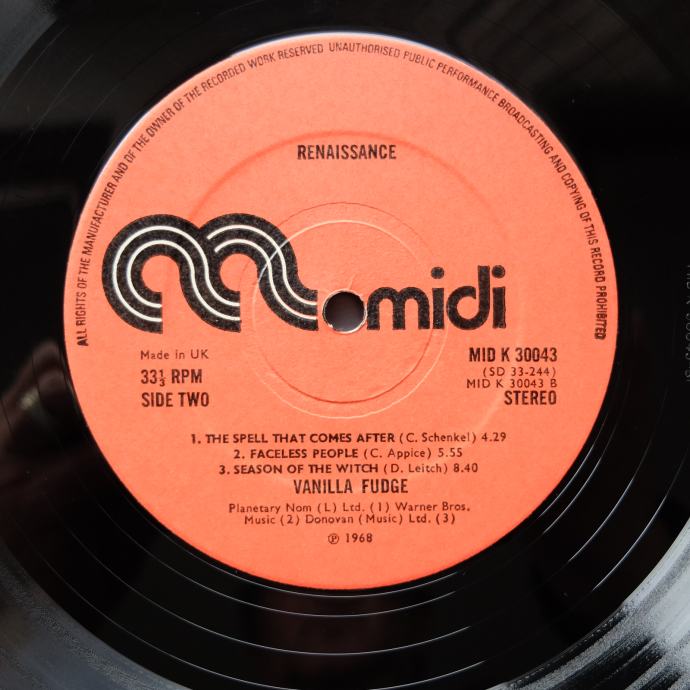 ALL RIGHTS OF THE MANUFACTURER AND OF THE OWNER OF THE RECORDED WORK RESERVED UNAUTHORISED PUBLIC PERFORMANCE BROADCASTING AND COPYING OF THIS RECORD PROHIBITED
RENAISSANCE
midi
Made in UK
33⅓ RPM
SIDE TWO
MID K 30043
(SD 33-244)
MID K 30043 B
STEREO
1. THE SPELL THAT COMES AFTER (C. Schenkel) 4.29
2. FACELESS PEOPLE (C. Appice) 5.55
3. SEASON OF THE WITCH (D. Leitch) 8.40
VANILLA FUDGE
Planetary Nom (L) Ltd. (1) Warner Bros.
Music (2) Donovan (Music) Ltd. (3)
℗ 1968